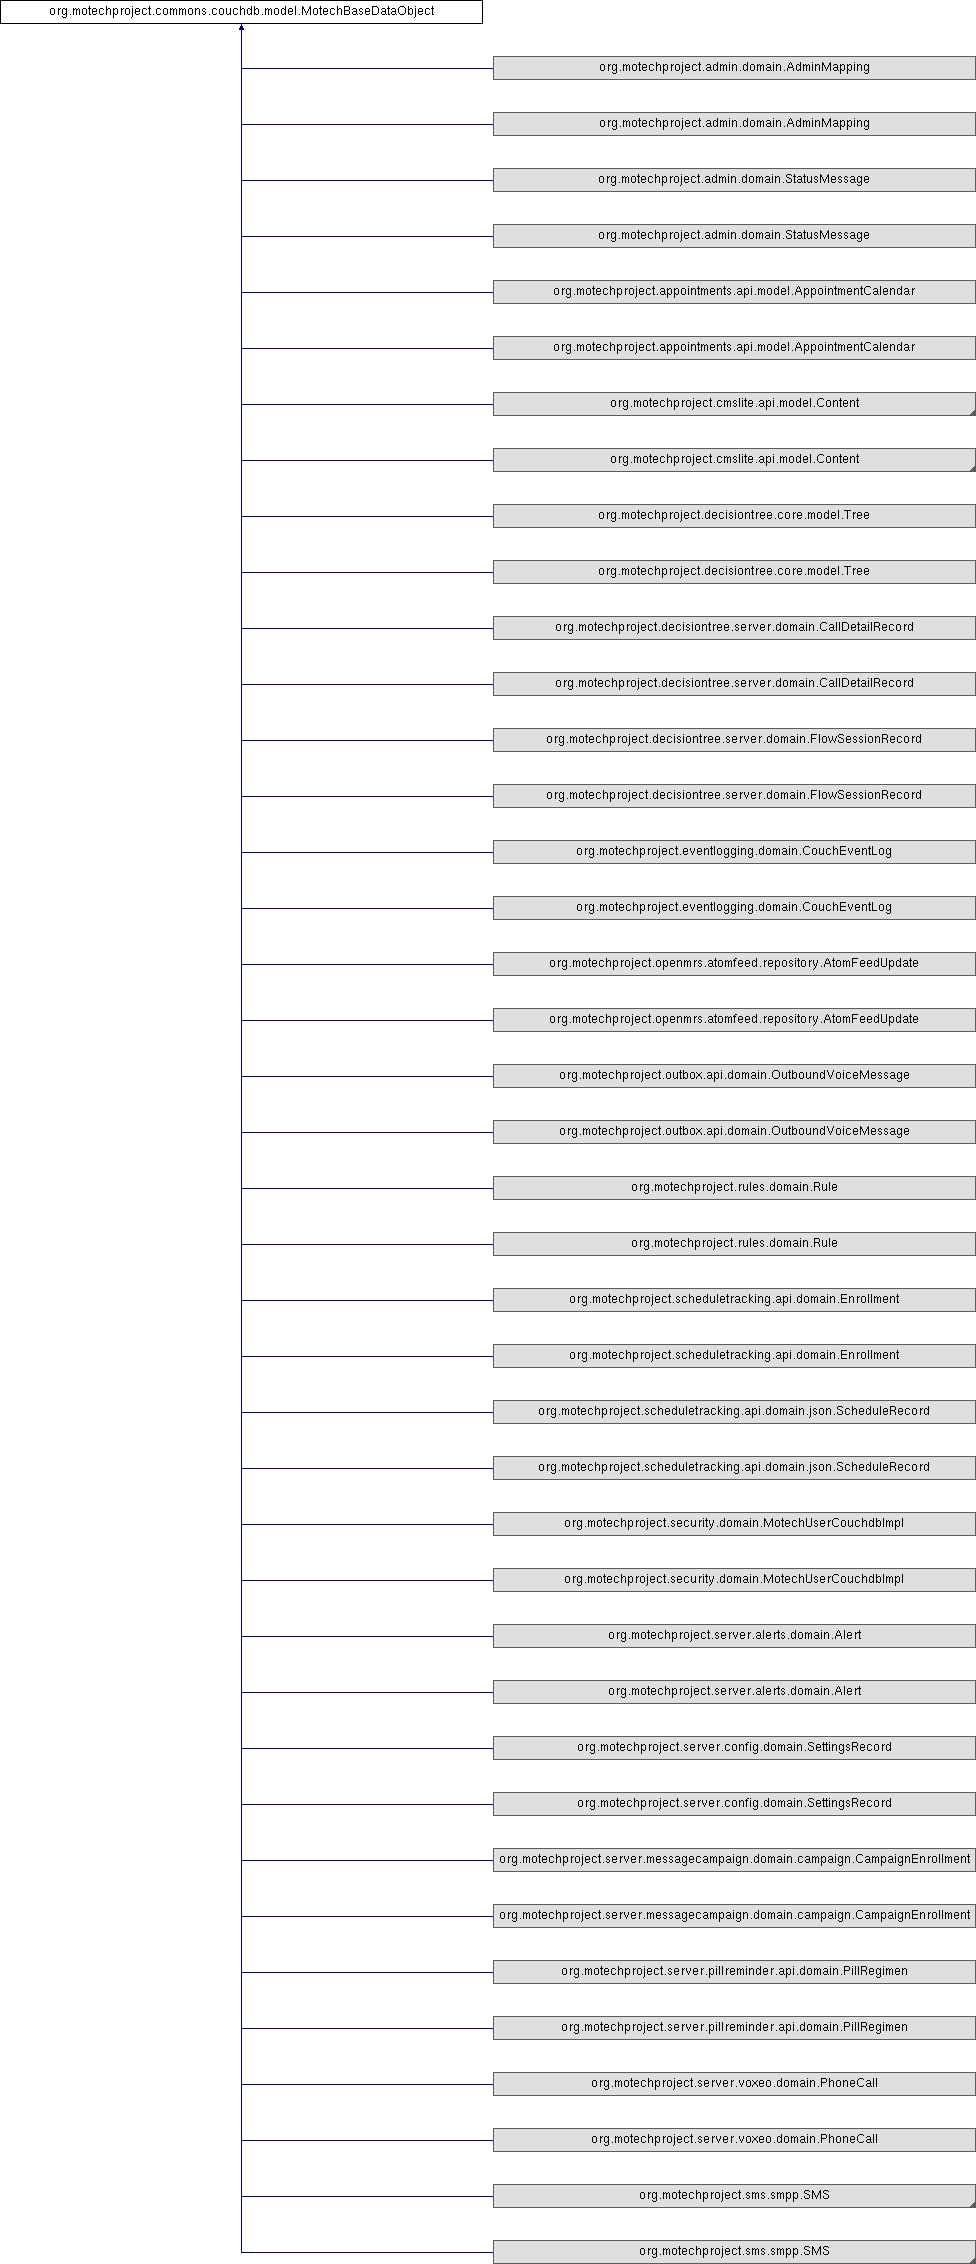 org.motechproject.commons.couchdb.model.MotechBaseDataObject
org.motechproject.admin.domain.AdminMapping
org.motechproject.admin.domain.AdminMapping
org.motechproject.admin.domain.StatusMessage
org.motechproject.admin.domain.StatusMessage
org.motechproject.appointments.api.model.AppointmentCalendar
org.motechproject.appointments.api.model.AppointmentCalendar
org.motechproject.cmslite.api.model.Content
org.motechproject.cmslite.api.model.Content
org.motechproject.decisiontree.core.model.Tree
org.motechproject.decisiontree.core.model.Tree
org.motechproject.decisiontree.server.domain.CallDetailRecord
org.motechproject.decisiontree.server.domain.CallDetailRecord
org.motechproject.decisiontree.server.domain.FlowSessionRecord
org.motechproject.decisiontree.server.domain.FlowSessionRecord
org.motechproject.eventlogging.domain.CouchEventLog
org.motechproject.eventlogging.domain.CouchEventLog
org.motechproject.openmrs.atomfeed.repository.AtomFeedUpdate
org.motechproject.openmrs.atomfeed.repository.AtomFeedUpdate
org.motechproject.outbox.api.domain.OutboundVoiceMessage
org.motechproject.outbox.api.domain.OutboundVoiceMessage
org.motechproject.rules.domain.Rule
org.motechproject.rules.domain.Rule
org.motechproject.scheduletracking.api.domain.Enrollment
org.motechproject.scheduletracking.api.domain.Enrollment
org.motechproject.scheduletracking.api.domain.json.ScheduleRecord
org.motechproject.scheduletracking.api.domain.json.ScheduleRecord
org.motechproject.security.domain.MotechUserCouchdbImpl
org.motechproject.security.domain.MotechUserCouchdbImpl
org.motechproject.server.alerts.domain.Alert
org.motechproject.server.alerts.domain.Alert
org.motechproject.server.config.domain.SettingsRecord
org.motechproject.server.config.domain.SettingsRecord
org.motechproject.server.messagecampaign.domain.campaign.CampaignEnrollment
org.motechproject.server.messagecampaign.domain.campaign.CampaignEnrollment
org.motechproject.server.pillreminder.api.domain.PillRegimen
org.motechproject.server.pillreminder.api.domain.PillRegimen
org.motechproject.server.voxeo.domain.PhoneCall
org.motechproject.server.voxeo.domain.PhoneCall
org.motechproject.sms.smpp.SMS
org.motechproject.sms.smpp.SMS